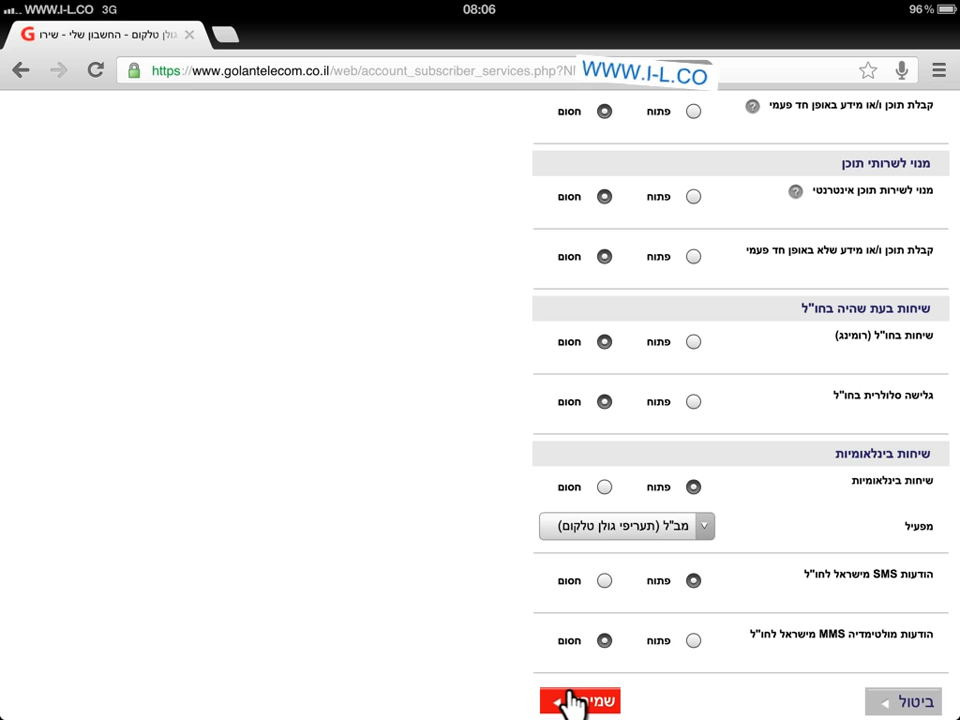 WWW.I-L.CO 3G 08:06 96%
גולן טלקום - החשבון שלי - שירו
https://www.golantelecom.co.il/web/account_subscriber_services.php?N
WWW.I-L.CO
קבלת תוכן ו/או מידע באופן חד פעמי ? פתוח חסום
מנוי לשרותי תוכן
מנוי לשירות תוכן אינטרנטי ? פתוח חסום
קבלת תוכן ו/או מידע שלא באופן חד פעמי פתוח חסום
שיחות בעת שהיה בחו"ל
שיחות בחו"ל (רומינג) פתוח חסום
גלישה סלולרית בחו"ל פתוח חסום
שיחות בינלאומיות
שיחות בינלאומיות פתוח חסום
מפעיל מב"ל (תעריפי גולן טלקום)
הודעות SMS מישראל לחו"ל פתוח חסום
הודעות מולטימדיה MMS מישראל לחו"ל פתוח חסום
ביטול